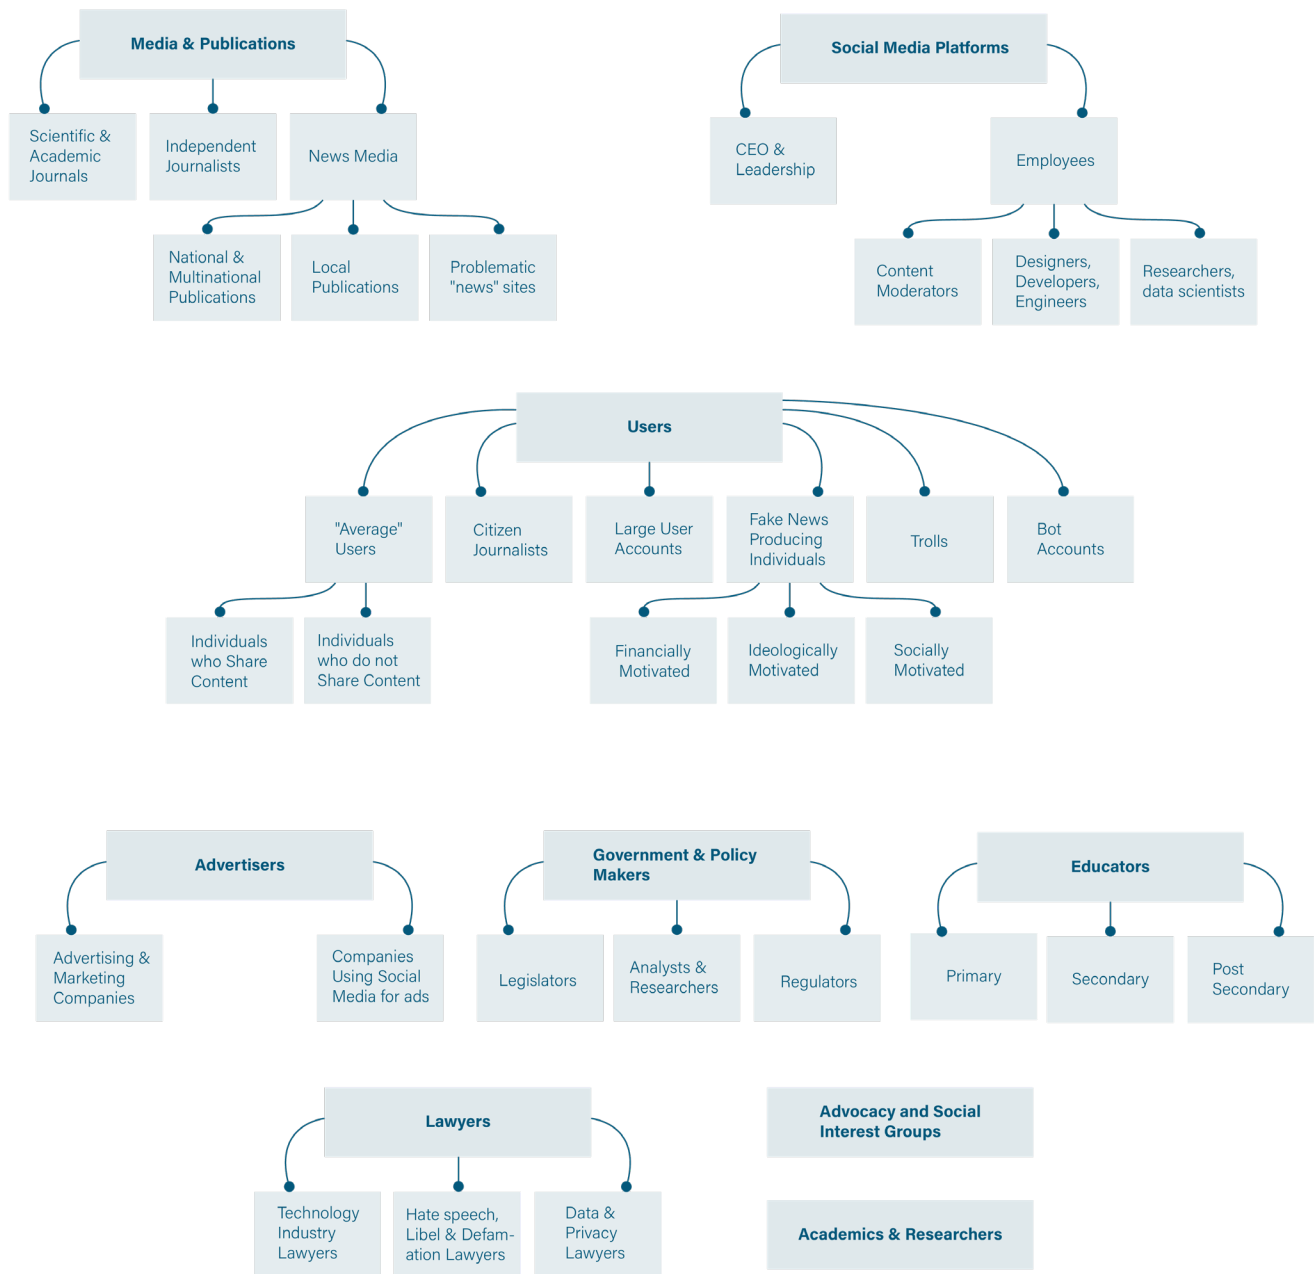 Media & Publications
Scientific &
Academic
Journals
Independent
Journalists
News Media
National &
Multinational
Publications
Local
Publications
Problematic
"news" sites
Social Media Platforms
CEO &
Leadership
Employees
Content
Moderators
Designers,
Developers,
Engineers
Researchers,
data scientists
Users
"Average"
Users
Citizen
Journalists
Large User
Accounts
Fake News
Producing
Individuals
Trolls
Bot
Accounts
Individuals
who Share
Content
Individuals
who do not
Share Content
Financially
Motivated
Ideologically
Motivated
Socially
Motivated
Advertisers
Advertising &
Marketing
Companies
Companies
Using Social
Media for ads
Government & Policy
Makers
Legislators
Analysts &
Researchers
Regulators
Educators
Primary
Secondary
Post
Secondary
Lawyers
Technology
Industry
Lawyers
Hate speech,
Libel & Defam-
ation Lawyers
Data &
Privacy
Lawyers
Advocacy and Social
Interest Groups
Academics & Researchers